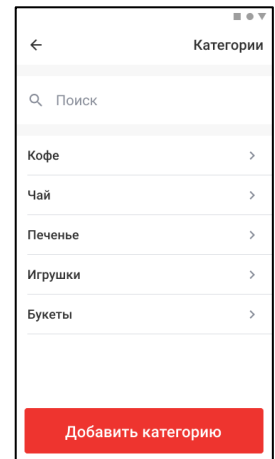 Категории
Поиск
Кофе
Чай
Печенье
Игрушки
Букеты
Добавить категорию